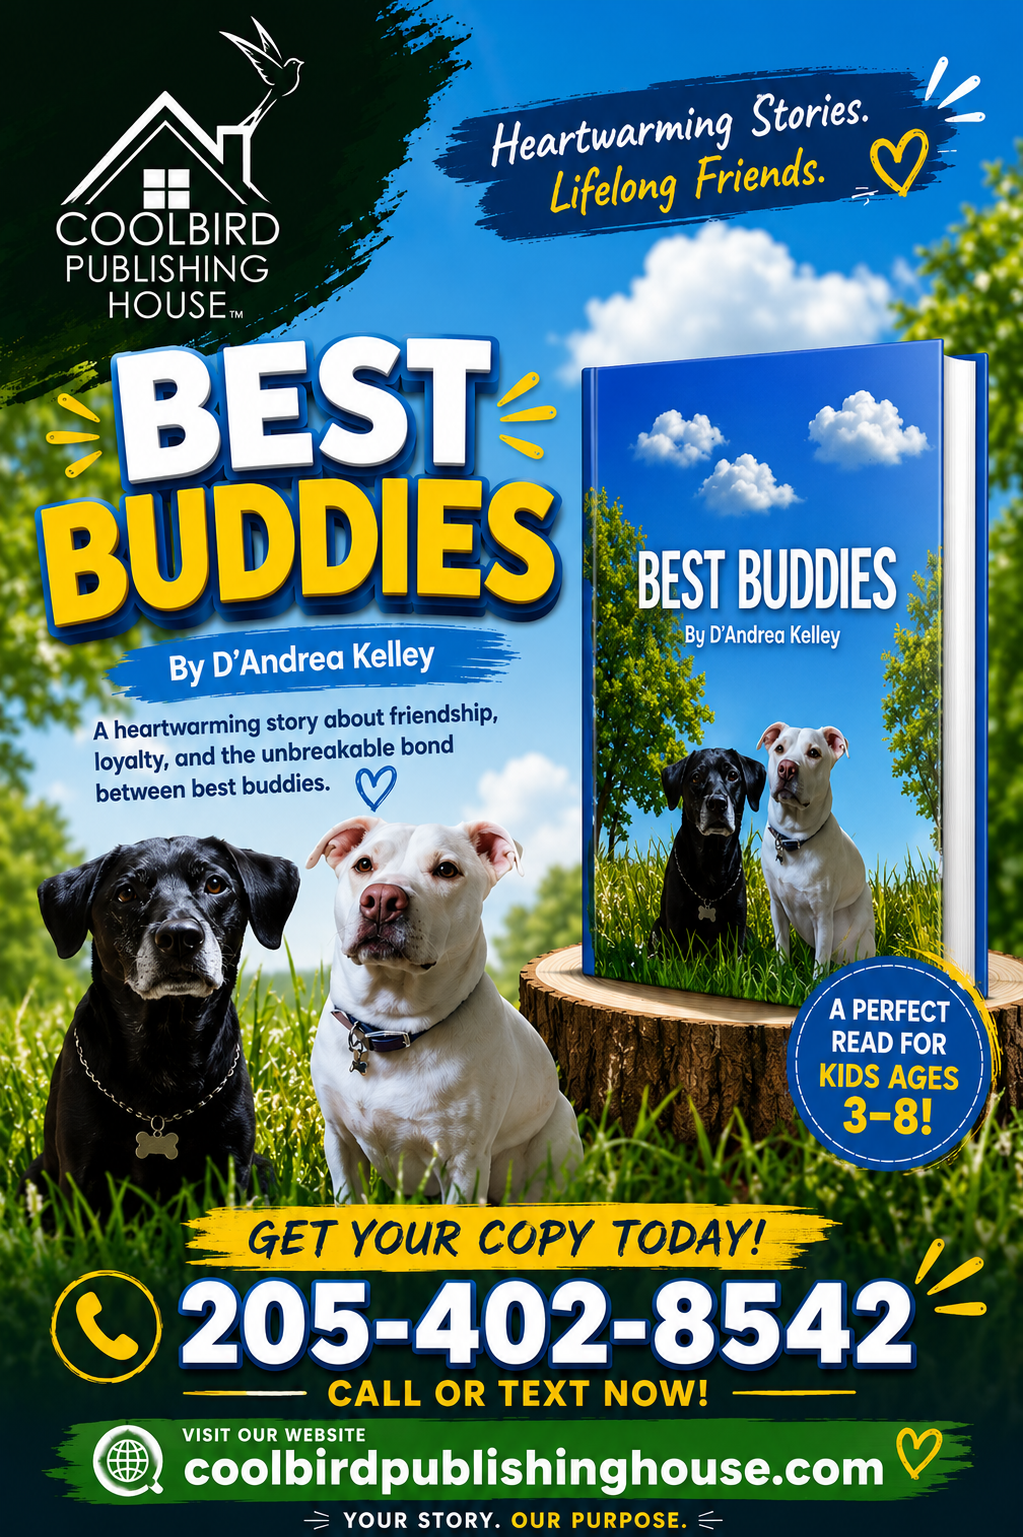 COOLBIRD
PUBLISHING
HOUSE™
Heartwarming Stories.
Lifelong Friends.
BEST
BUDDIES
By D'Andrea Kelley
A heartwarming story about friendship,
loyalty, and the unbreakable bond
between best buddies.
BEST BUDDIES
By D'Andrea Kelley
A PERFECT
READ FOR
KIDS AGES
3–8!
GET YOUR COPY TODAY!
205-402-8542
CALL OR TEXT NOW!
VISIT OUR WEBSITE
coolbirdpublishinghouse.com
YOUR STORY. OUR PURPOSE.